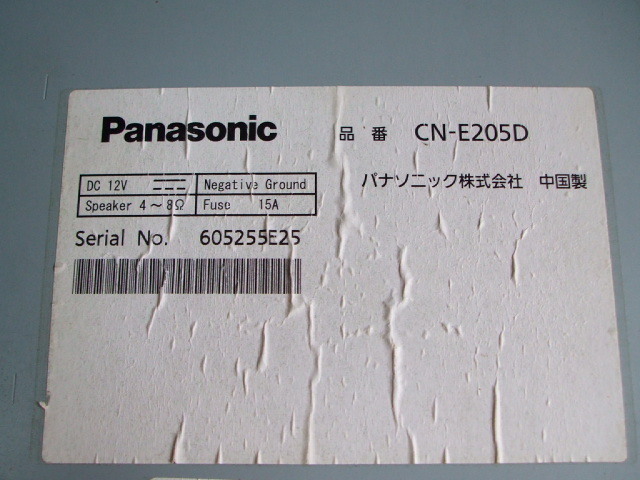 Panasonic 品番 CN-E205D
DC 12V Negative Ground
Speaker 4～8Ω Fuse 15A
パナソニック株式会社 中国製
Serial No. 605255E25